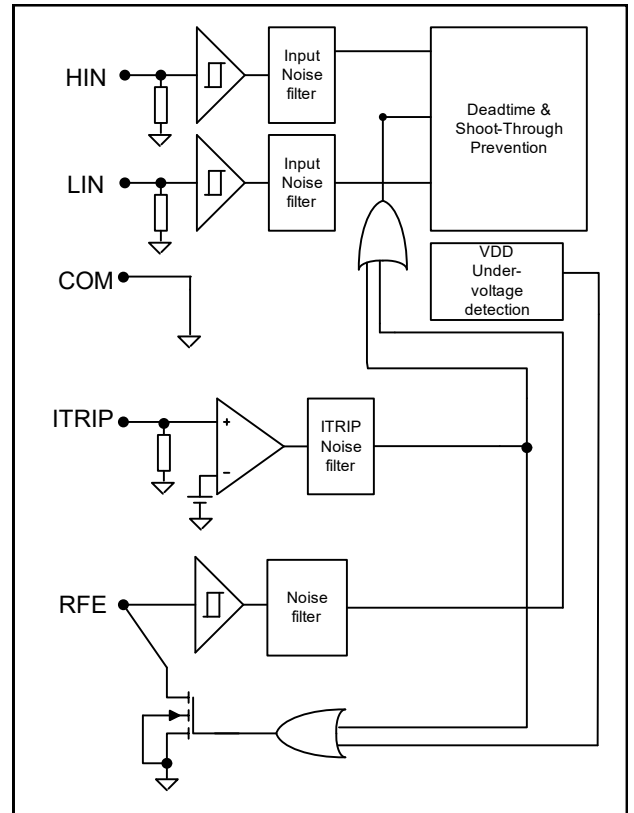 HIN
Input
Noise
filter
Deadtime &
Shoot-Through
Prevention
LIN
Input
Noise
filter
COM
VDD
Under-
voltage
detection
ITRIP
+
−
ITRIP
Noise
filter
RFE
Noise
filter